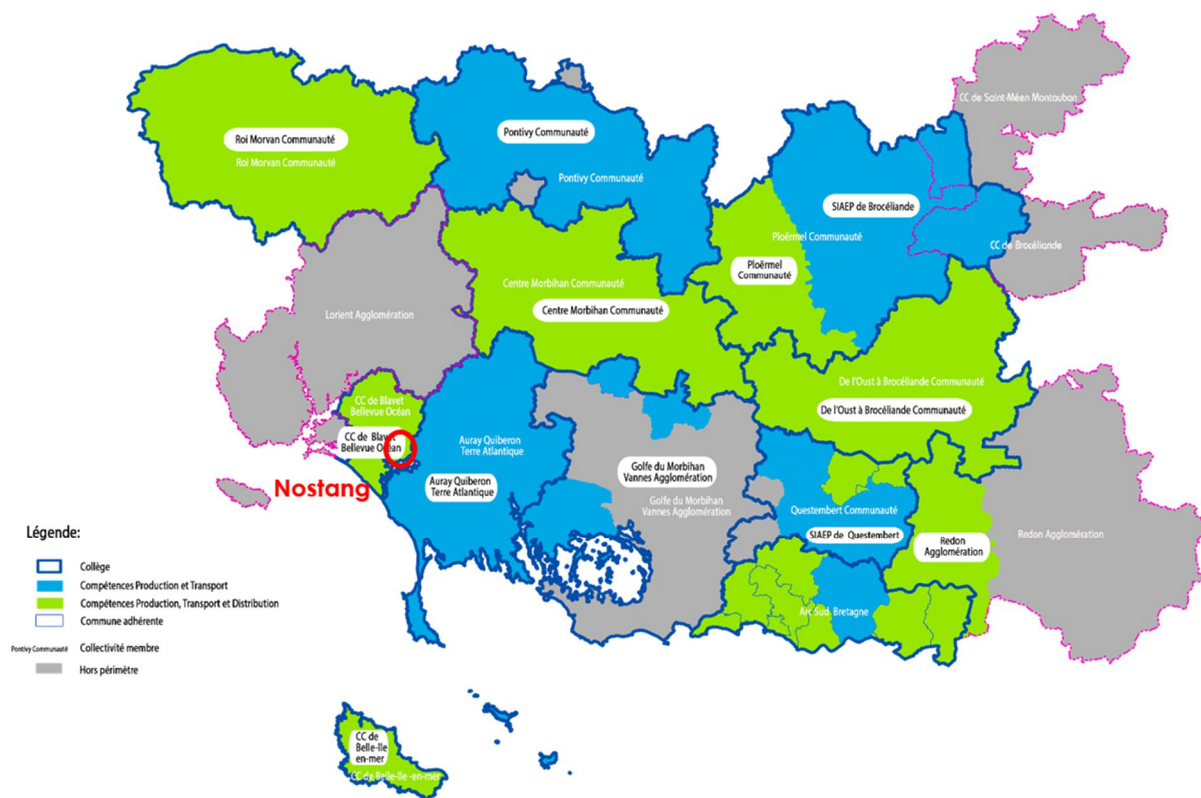 CC de Saint-Méen Montauban
Roi Morvan Communauté
Roi Morvan Communauté
Pontivy Communauté
Pontivy Communauté
SIAEP de Brocéliande
Ploërmel Communauté
CC de Brocéliande
Ploërmel
Communauté
Centre Morbihan Communauté
Centre Morbihan Communauté
Lorient Agglomération
De l'Oust à Brocéliande Communauté
De l'Oust à Brocéliande Communauté
CC de Blavet
Bellevue Océan
CC de Blavet
Bellevue Océan
Auray Quiberon
Terre Atlantique
Auray Quiberon
Terre Atlantique
Golfe du Morbihan
Vannes Agglomération
Golfe du Morbihan
Vannes Agglomération
Nostang
Questembert Communauté
SIAEP de Questembert
Redon
Agglomération
Redon Agglomération
Arc Sud Bretagne
Légende:
Collège
Compétences Production et Transport
Compétences Production, Transport et Distribution
Commune adhérente
Pontivy Communauté Collectivité membre
Hors périmètre
CC de
Belle-Ile
en-mer
CC de Belle-Ile -en-mer